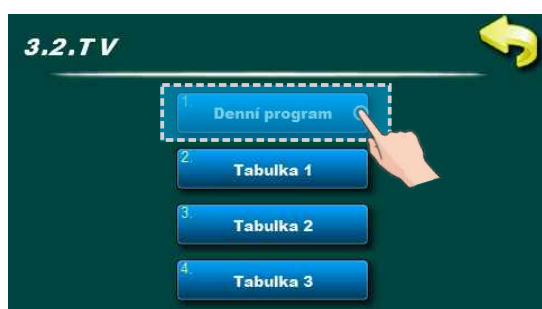 3.2.TV
1.
Denní program
2.
Tabulka 1
3.
Tabulka 2
4.
Tabulka 3